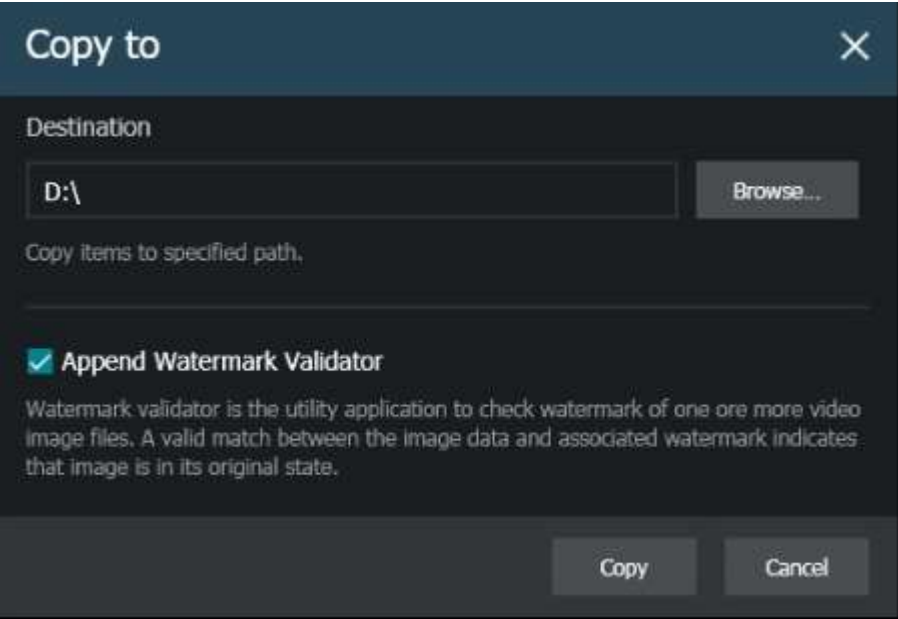 Copy to
Destination
D:\
Browse...
Copy items to specified path.
Append Watermark Validator
Watermark validator is the utility application to check watermark of one ore more video
image files. A valid match between the image data and associated watermark indicates
that image is in its original state.
Copy
Cancel